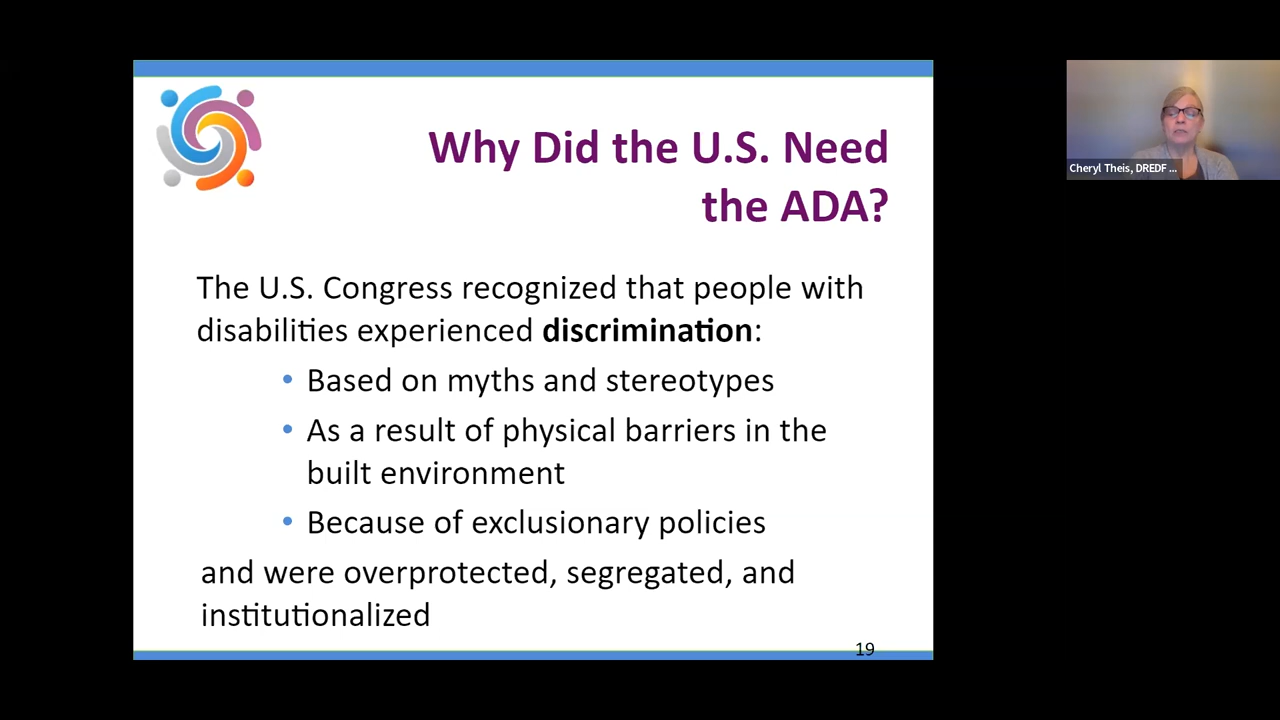 Why Did the U.S. Need
the ADA?
The U.S. Congress recognized that people with
disabilities experienced discrimination:
• Based on myths and stereotypes
• As a result of physical barriers in the
built environment
• Because of exclusionary policies
and were overprotected, segregated, and
institutionalized
19
Cheryl Theis, DREDF ...